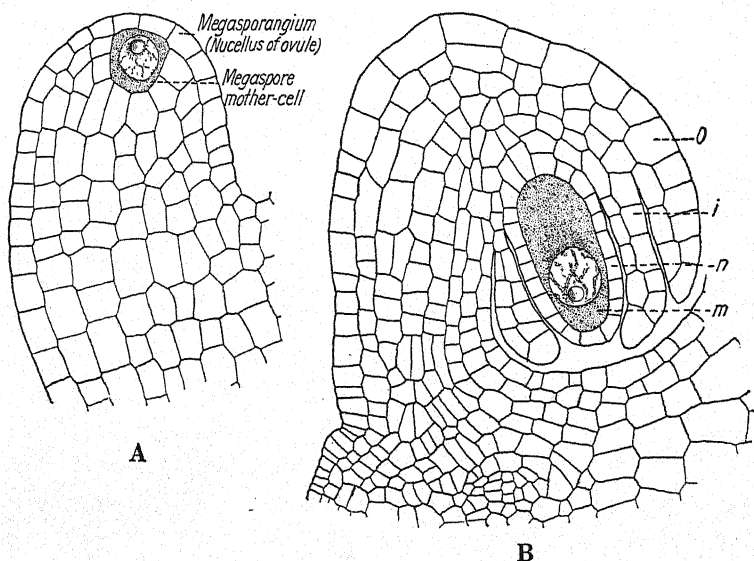 Megasporangium
(Nucellus of ovule)
Megaspore
mother-cell
o
i
n
m
A
B